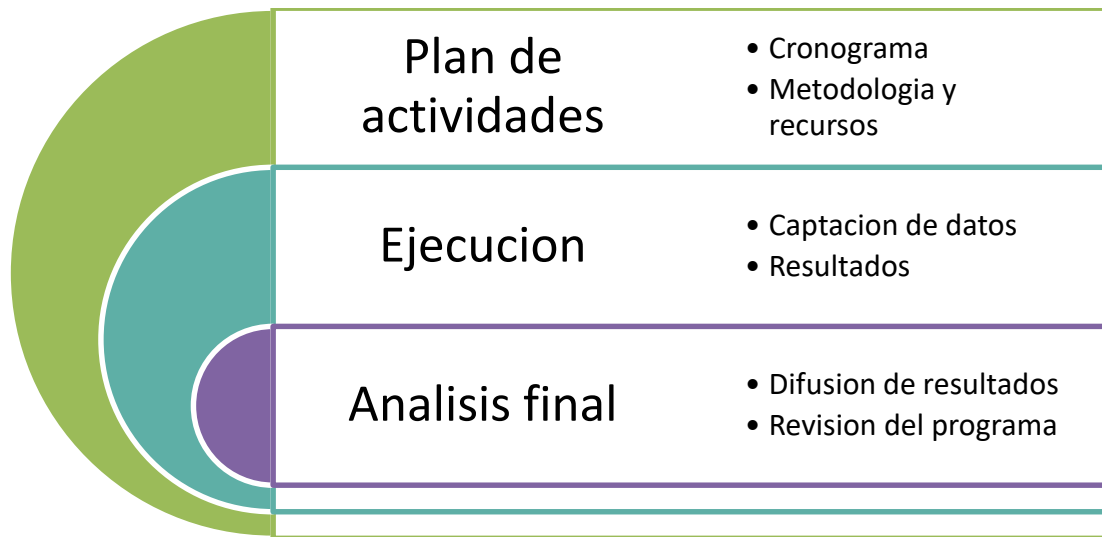 Plan de
actividades
• Cronograma
• Metodologia y
recursos
Ejecucion
• Captacion de datos
• Resultados
Analisis final
• Difusion de resultados
• Revision del programa